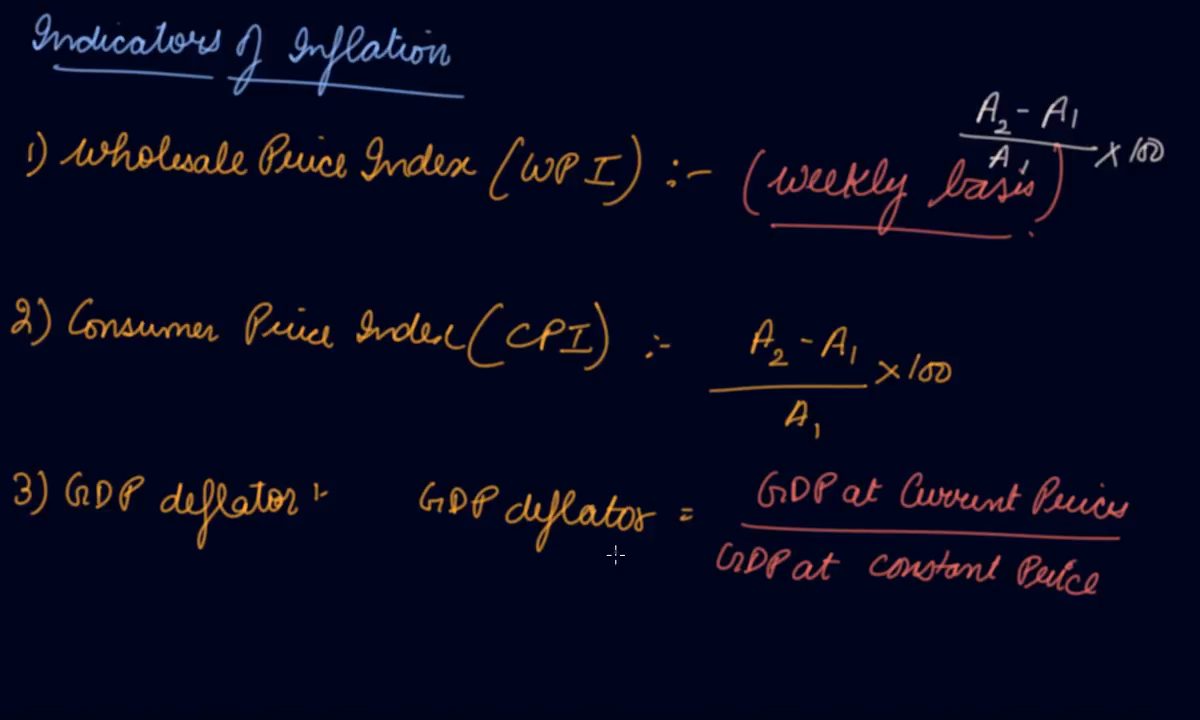 Indicators of Inflation
1) Wholesale Price Index (WPI) :- (weekly basis)
A₂ - A₁
A₁
× 100
2) Consumer Price Index (CPI) :-
A₂ - A₁
A₁
× 100
3) GDP deflator :- GDP deflator =
GDP at Current Prices
GDP at constant Price